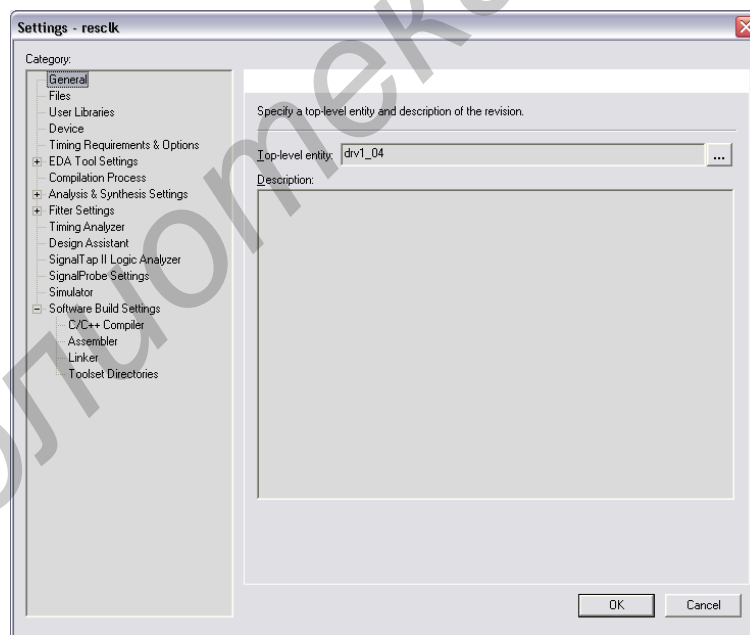 Settings - resclk
Category:
General
Files
User Libraries
Device
Timing Requirements & Options
EDA Tool Settings
Compilation Process
Analysis & Synthesis Settings
Fitter Settings
Timing Analyzer
Design Assistant
SignalTap II Logic Analyzer
SignalProbe Settings
Simulator
Software Build Settings
C/C++ Compiler
Assembler
Linker
Toolset Directories
Specify a top-level entity and description of the revision.
Top-level entity: drv1_04 ...
Description:
OK Cancel